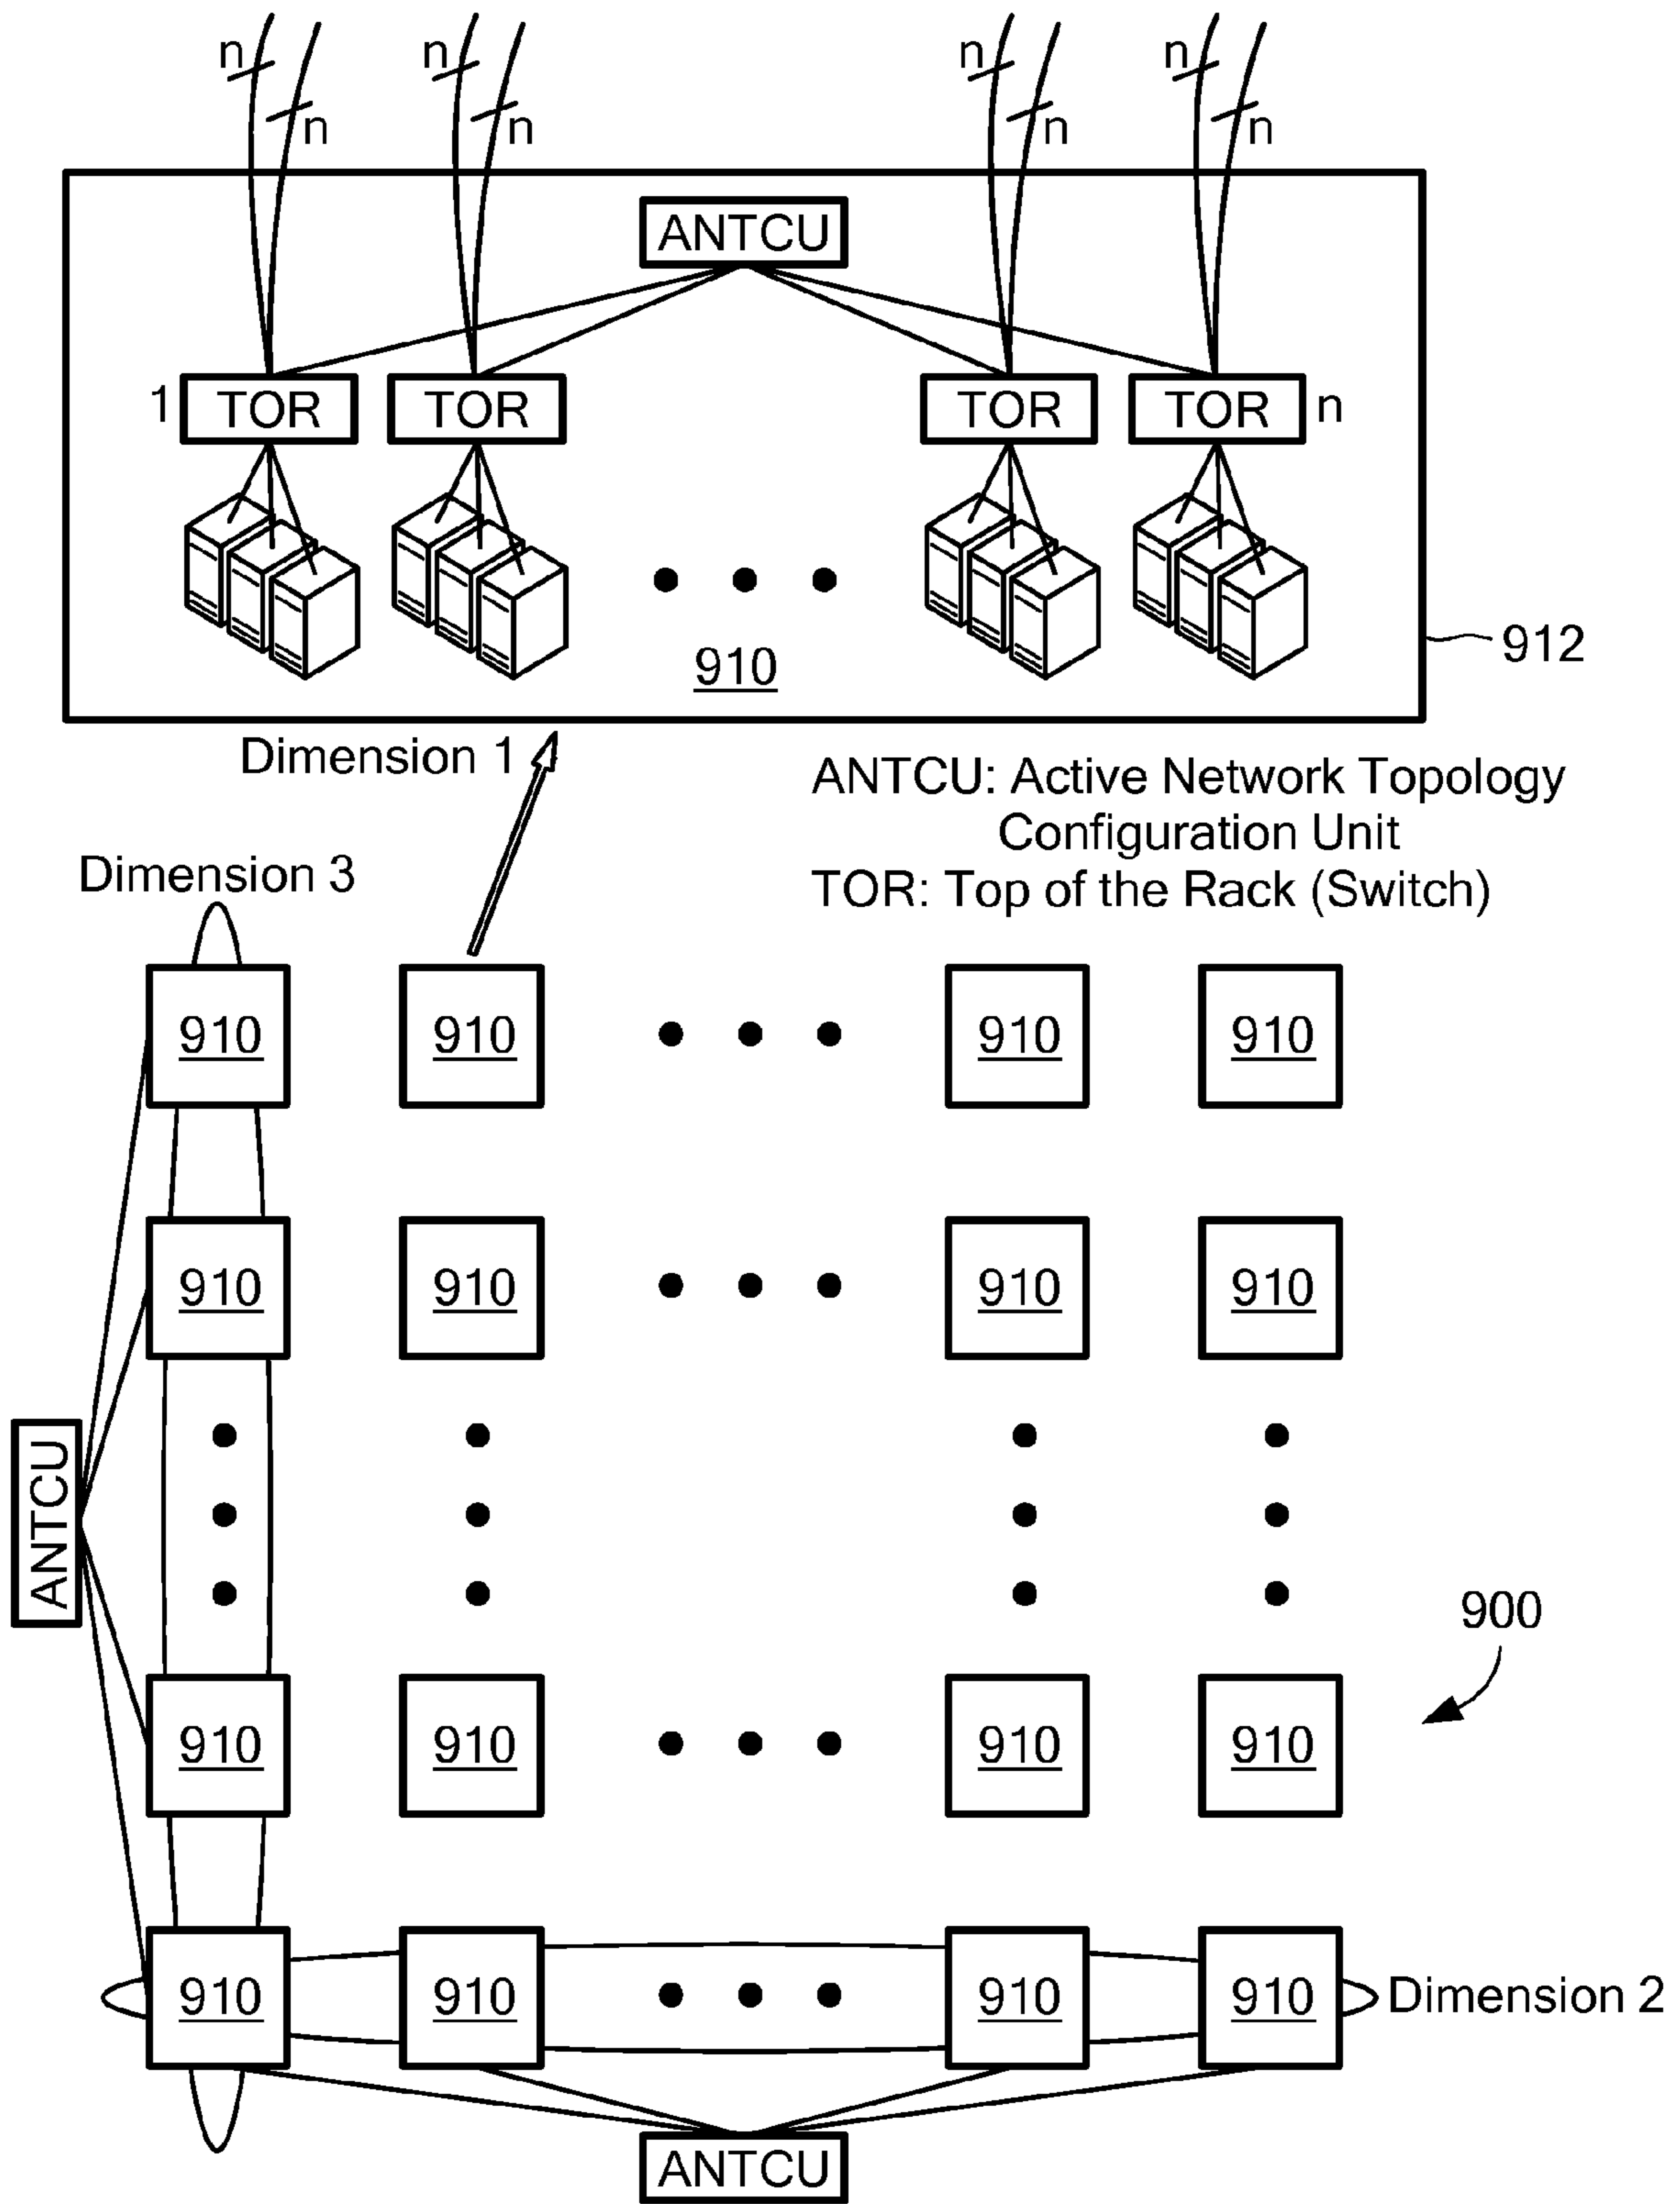 n n n n
n n n n
ANTCU
1 TOR TOR TOR TOR n
910
912
Dimension 1
ANTCU: Active Network Topology
Configuration Unit
TOR: Top of the Rack (Switch)
Dimension 3
910 910 910 910
910 910 910 910
ANTCU
900
910 910 910 910
910 910 910 910
Dimension 2
ANTCU